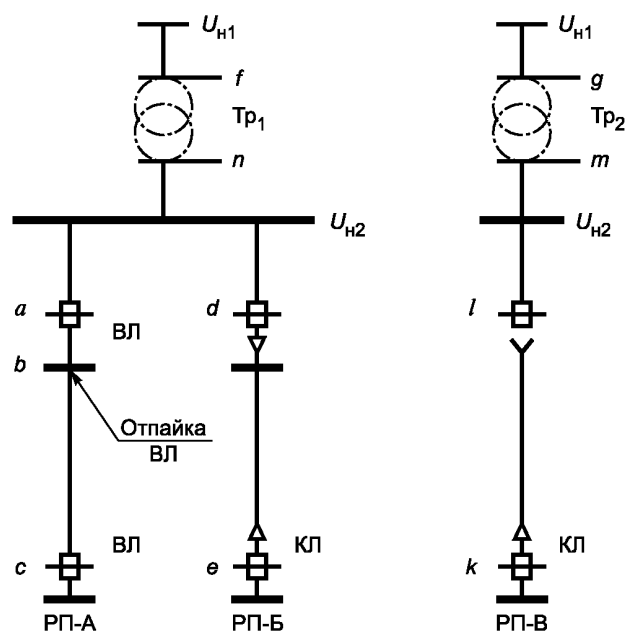 Uн1
Uн1
f
g
Тр1
Тр2
n
m
Uн2
Uн2
a
d
l
ВЛ
b
Отпайка
ВЛ
ВЛ
КЛ
КЛ
c
e
k
РП-А
РП-Б
РП-В